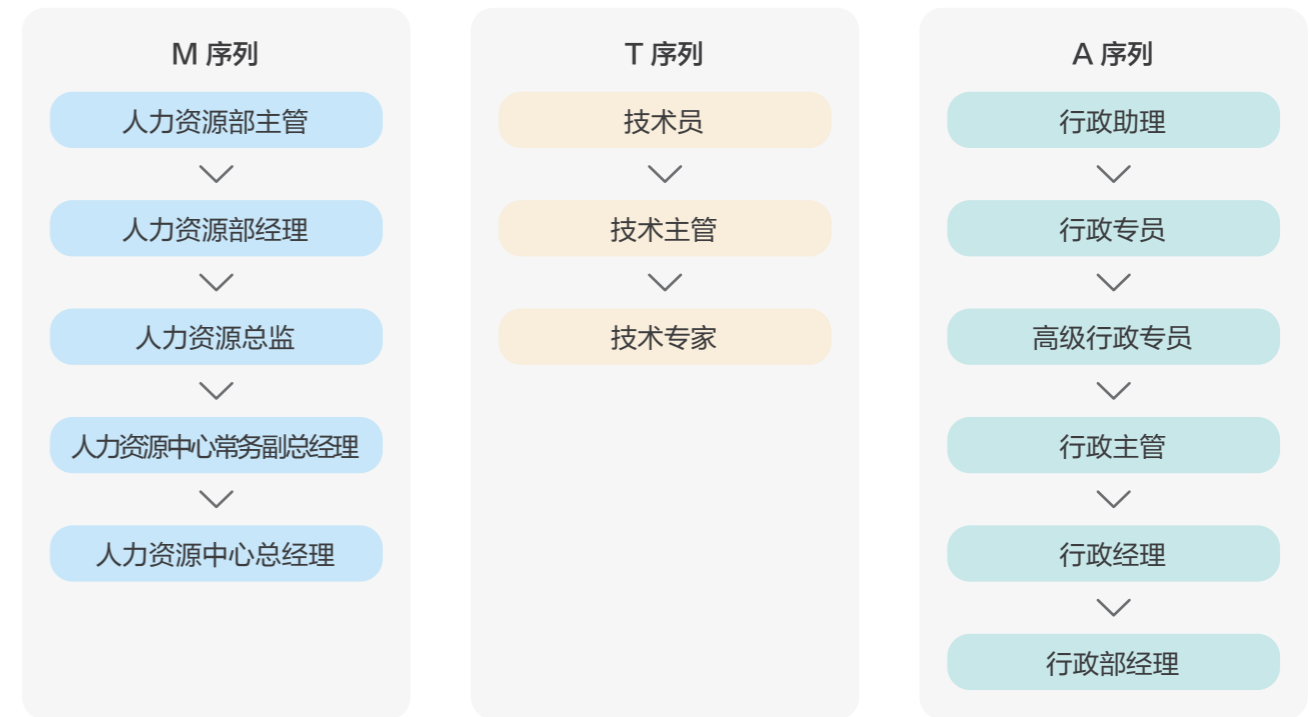 M 序列
人力资源部主管
人力资源部经理
人力资源总监
人力资源中心常务副总经理
人力资源中心总经理
T 序列
技术员
技术主管
技术专家
A 序列
行政助理
行政专员
高级行政专员
行政主管
行政经理
行政部经理